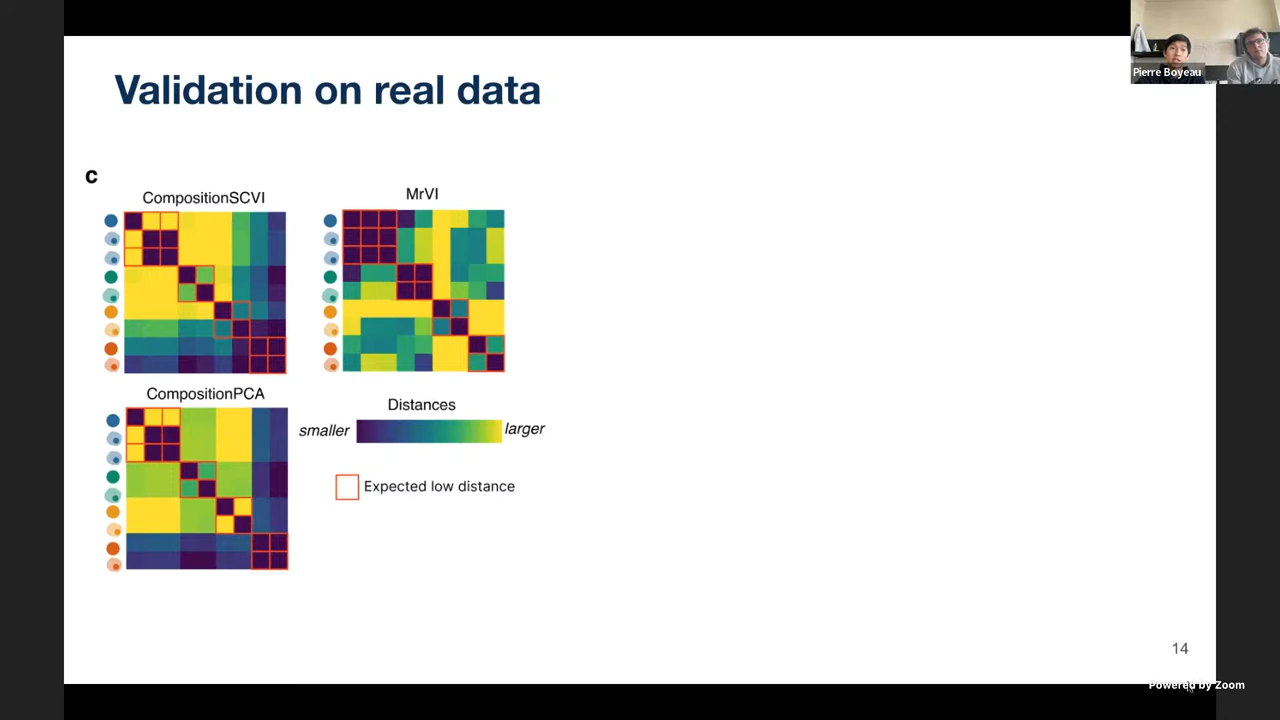 Pierre Boyeau
Validation on real data
c
CompositionSCVI
MrVI
CompositionPCA
Distances
smaller
larger
Expected low distance
14
Powered by Zoom